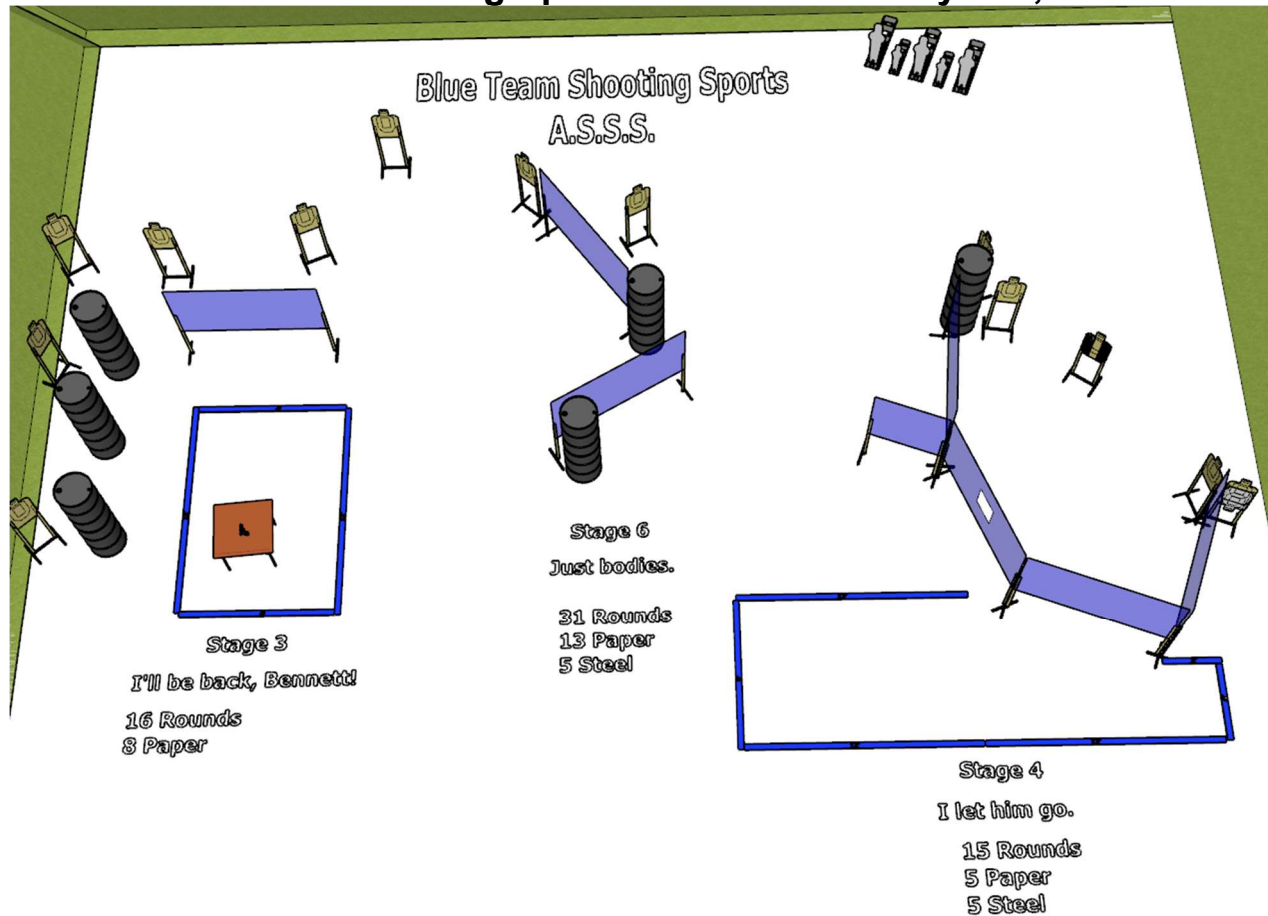 Blue Team Shooting Sports
A.S.S.S.
Stage 6
Just bodies.
31 Rounds
13 Paper
5 Steel
Stage 3
I'll be back, Bennett!
16 Rounds
8 Paper
Stage 4
I let him go.
15 Rounds
5 Paper
5 Steel